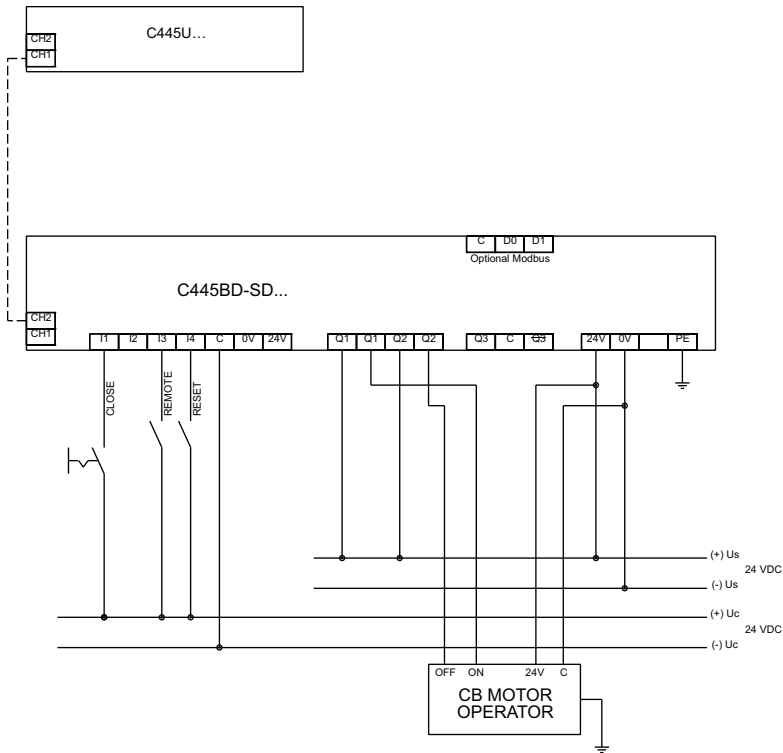 C445U...
CH2
CH1
C D0 D1
Optional Modbus
C445BD-SD...
CH2
CH1
I1 I2 I3 I4 C 0V 24V Q1 Q1 Q2 Q2 Q3 C Q3 24V 0V PE
CLOSE
REMOTE
RESET
(+) Us
24 VDC
(-) Us
(+) Uc
24 VDC
(-) Uc
OFF ON 24V C
CB MOTOR
OPERATOR